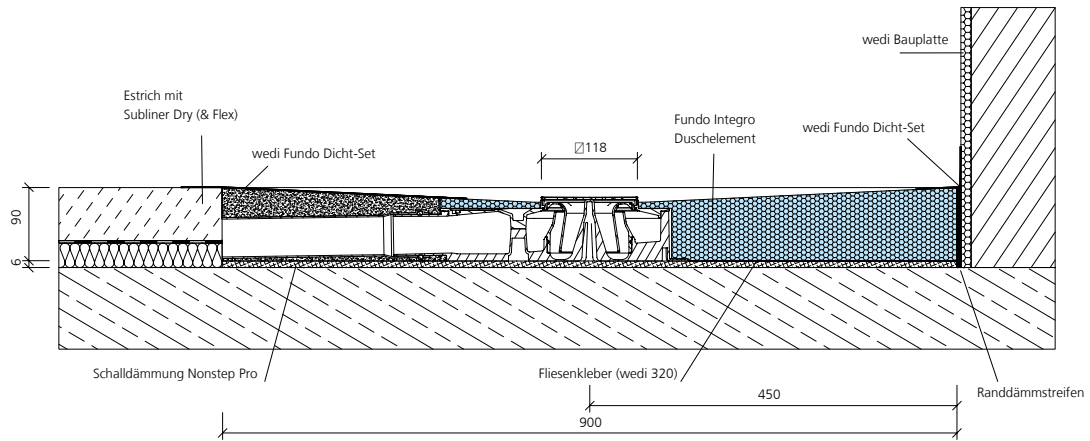 wedi Bauplatte
Estrich mit
Subliner Dry (& Flex)
Fundo Integro
Duschelement
wedi Fundo Dicht-Set
wedi Fundo Dicht-Set
118
90
6
Schalldämmung Nonstep Pro
Fliesenkleber (wedi 320)
Randdämmstreifen
450
900